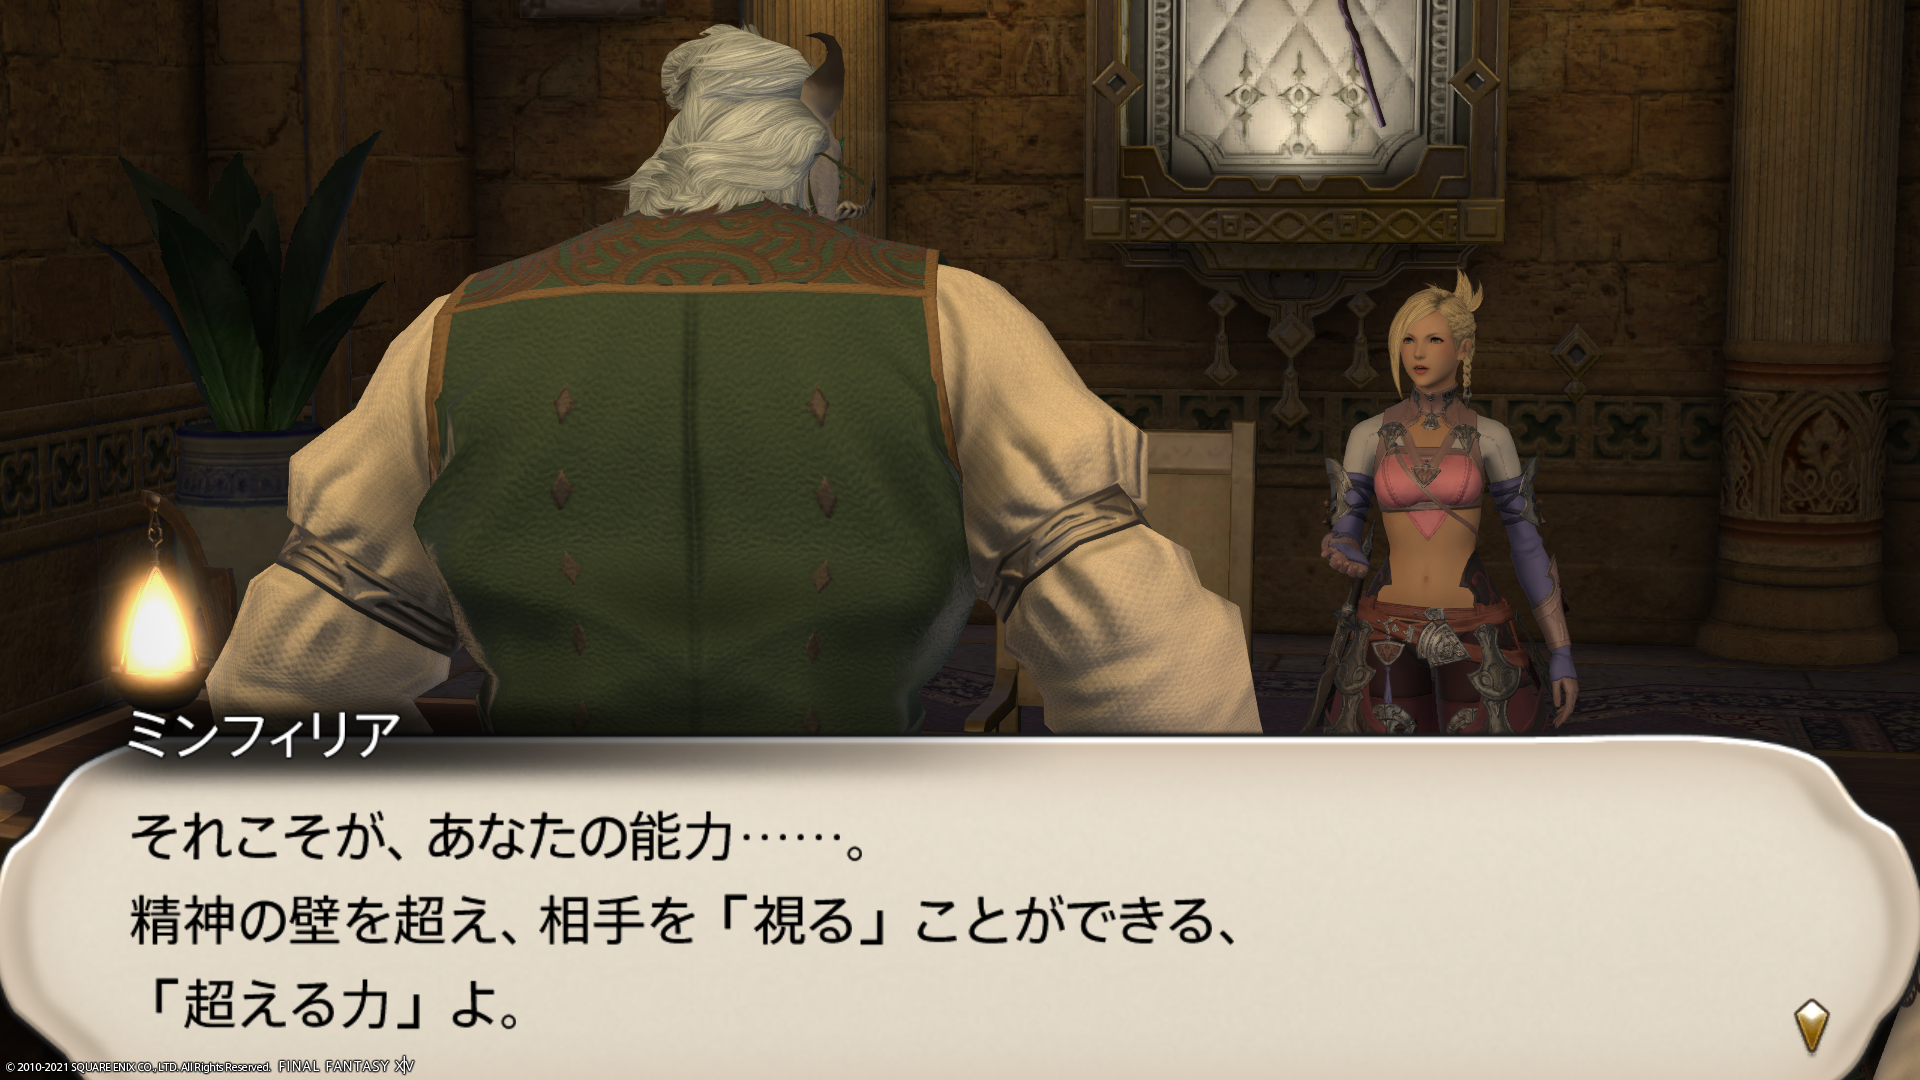 ミンフィリア
それこそが、あなたの能力……。
精神の壁を超え、相手を「視る」ことができる、
「超える力」よ。
© 2010-2021 SQUARE ENIX CO., LTD. All Rights Reserved. FINAL FANTASY XIV